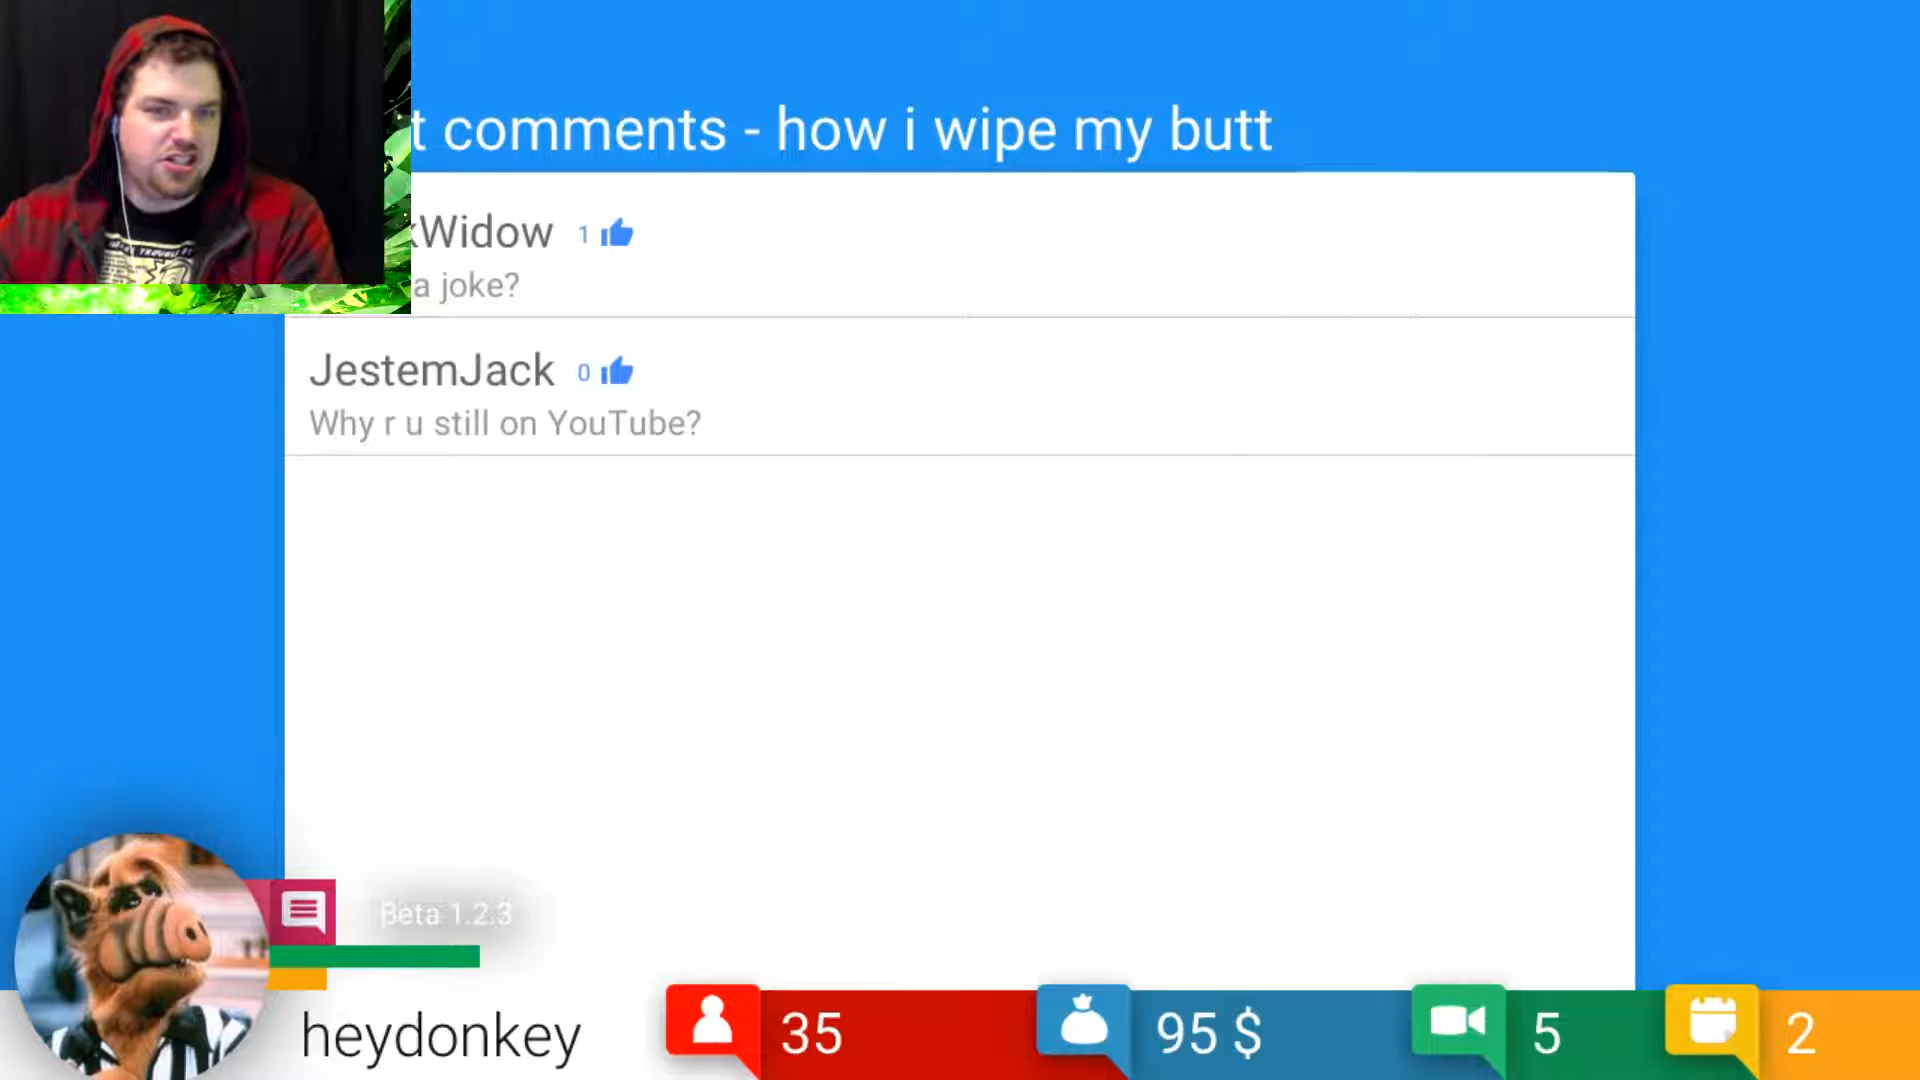 t comments - how i wipe my butt
kWidow 1
a joke?
JestemJack 0
Why r u still on YouTube?
Beta 1.2.3
heydonkey 35 95 $ 5 2